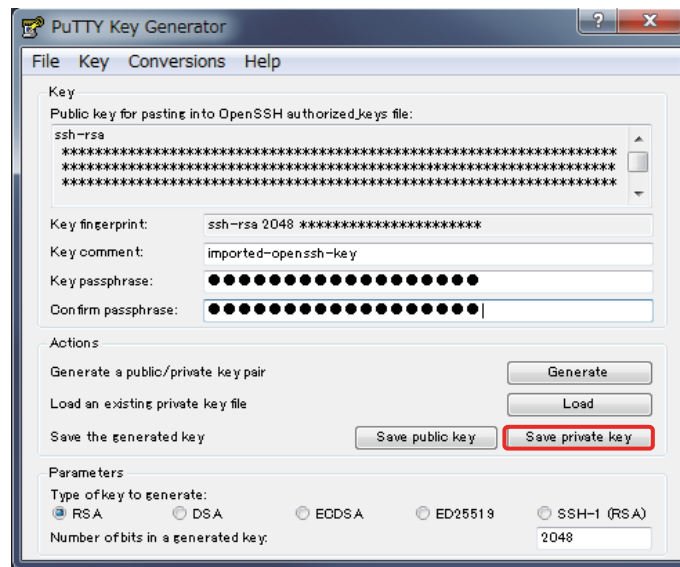 PuTTY Key Generator
? X
File Key Conversions Help
Key
Public key for pasting into OpenSSH authorized_keys file:
ssh-rsa
*******************************************************************
*******************************************************************
*******************************************************************
Key fingerprint: ssh-rsa 2048 **********************
Key comment: imported-openssh-key
Key passphrase: ●●●●●●●●●●●●●●●●●●
Confirm passphrase: ●●●●●●●●●●●●●●●●●●
Actions
Generate a public/private key pair Generate
Load an existing private key file Load
Save the generated key Save public key Save private key
Parameters
Type of key to generate:
RSA DSA ECDSA ED25519 SSH-1 (RSA)
Number of bits in a generated key: 2048